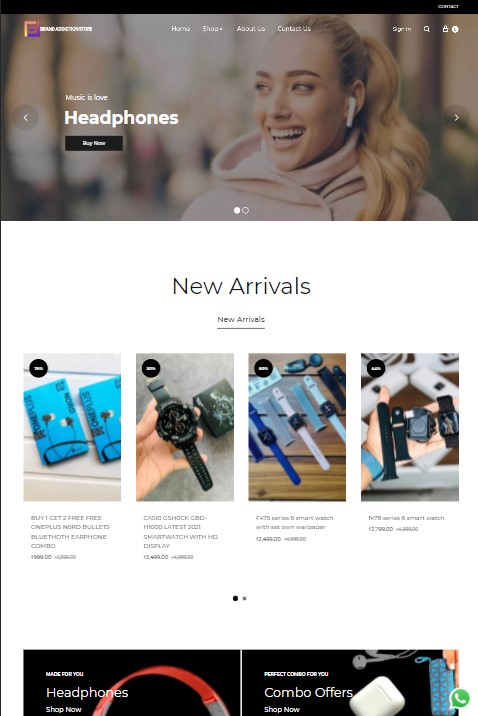 CONTACT
BRAND ADDICTION STORE
Home Shop About Us Contact Us
Sign in
0
Music is love
Headphones
Buy Now
New Arrivals
New Arrivals
75%
30%
50%
44%
BUY 1 GET 2 FREE FREE
ONEPLUS NORD BULLETS
BLUETHOTH EARPHONE
COMBO
₹999.00 ₹3,999.00
CASIO GSHOCK GBD-
H1000 LATEST 2021
SMARTWATCH WITH HD
DISPLAY
₹3,499.00 ₹4,999.00
Fk75 series 6 smart watch
with set own wallpaper
₹2,499.00 ₹4,999.00
fk78 series 6 smart watch
₹2,799.00 ₹4,999.00
ONEPLUS
ONEPLUS
MADE FOR YOU
Headphones
Shop Now
PERFECT COMBO FOR YOU
Combo Offers
Shop Now